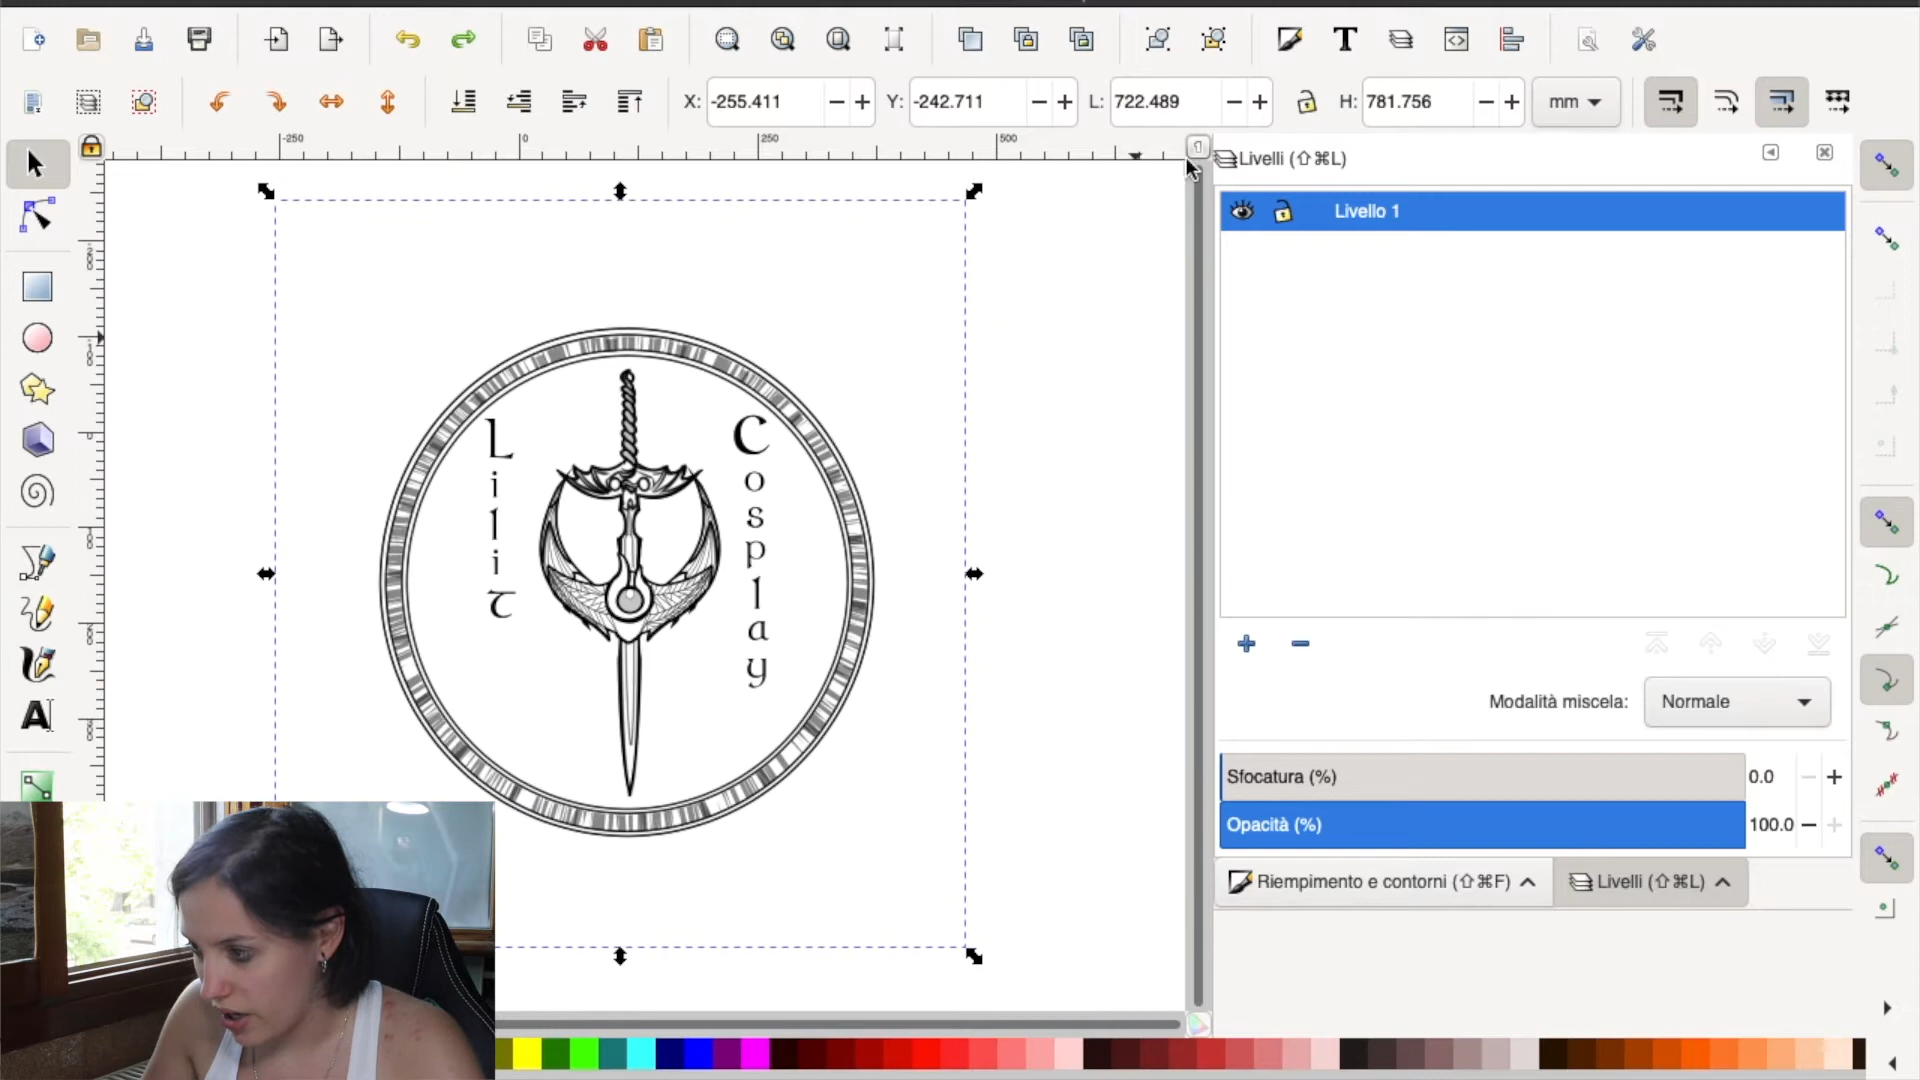 X: -255.411 Y: -242.711 L: 722.489 H: 781.756 mm
-250 0 250 500
Livelli (⇧⌘L)
Livello 1
Lilit
Cosplay
Modalità miscela: Normale
Sfocatura (%) 0.0
Opacità (%) 100.0
Riempimento e contorni (⇧⌘F) Livelli (⇧⌘L)